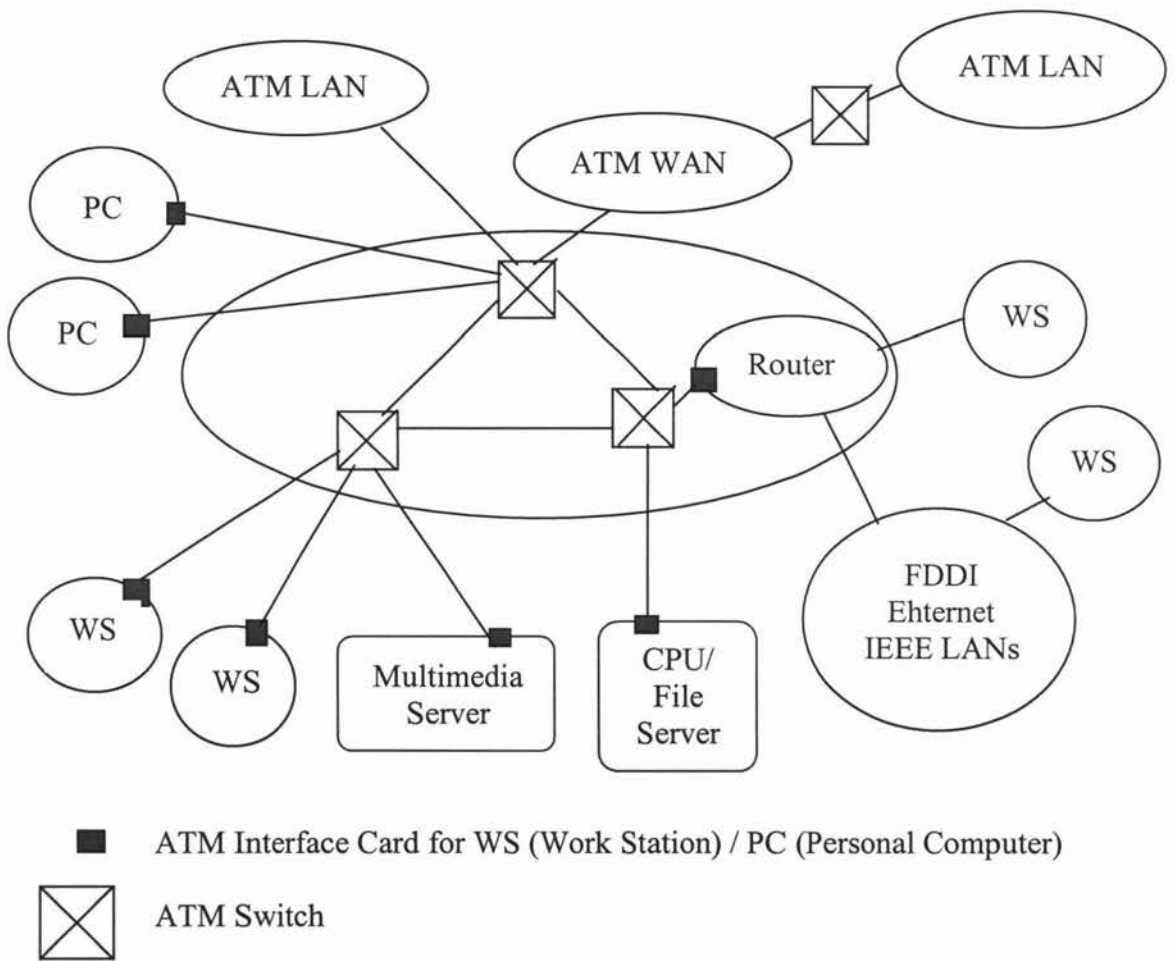 ATM LAN
ATM LAN
ATM WAN
PC
PC
WS
Router
WS
FDDI
Ehternet
IEEE LANs
WS
WS
Multimedia
Server
CPU/
File
Server
ATM Interface Card for WS (Work Station) / PC (Personal Computer)
ATM Switch